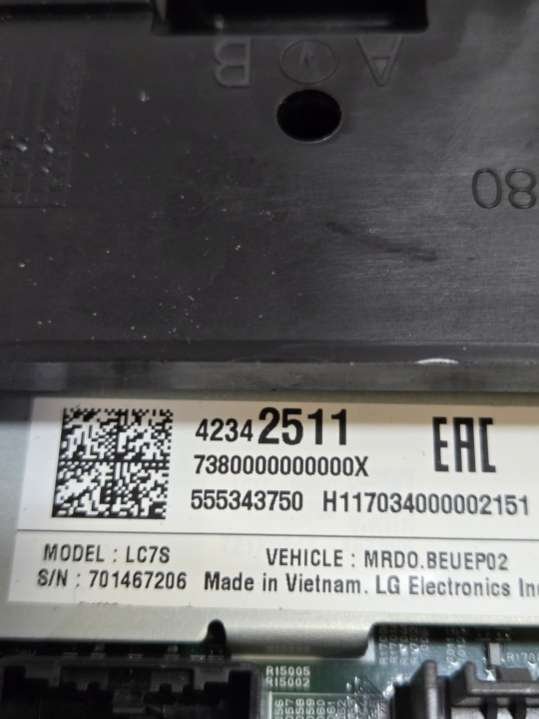 A B
80
42342511
7380000000000X
EAC
555343750 H117034000002151
MODEL : LC7S VEHICLE : MRDO.BEUEP02
S/N : 701467206 Made in Vietnam. LG Electronics Inc
R15005
R15002